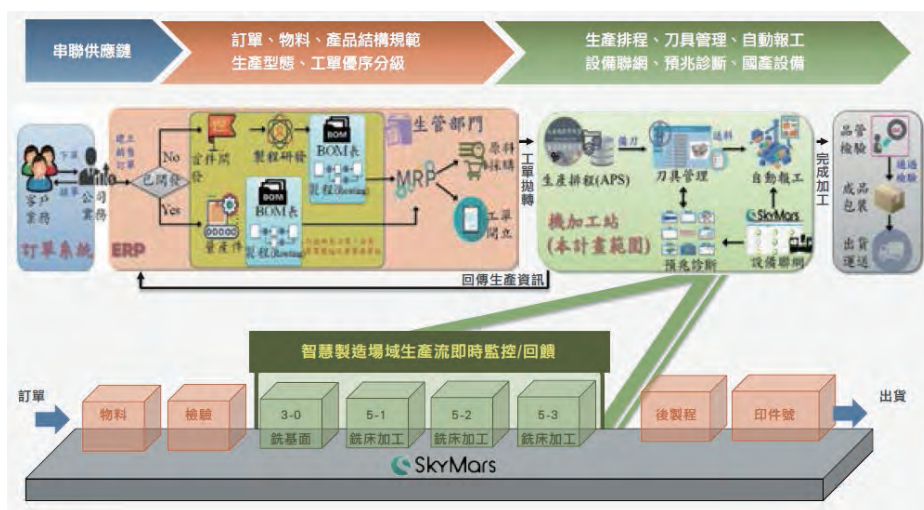 串聯供應鏈
訂單、物料、產品結構規範
生產型態、工單優序分級
生產排程、刀具管理、自動報工
設備聯網、預兆診斷、國產設備
客戶
業務
訂單系統
下單
接單
公司
業務
ERP
建立
銷售
訂單
已開發
No
Yes
首件開
發
製程研發
BOM
BOM表
製程(Routing)
量產件
BOM
BOM表
製程(Routing)
生管部門
MRP
原料
採購
工單
開立
工單拋轉
生產排程(APS)
備刀
刀具管理
送料
自動報工
機加工站
(本計畫範圍)
預兆診斷
SkyMars
設備聯網
完成加工
品管
檢驗
通過
檢驗
成品
包裝
出貨
運送
回傳生產資訊
智慧製造場域生產流即時監控/回饋
訂單
物料
檢驗
3-0
銑基面
5-1
銑床加工
5-2
銑床加工
5-3
銑床加工
後製程
印件號
出貨
SkyMars